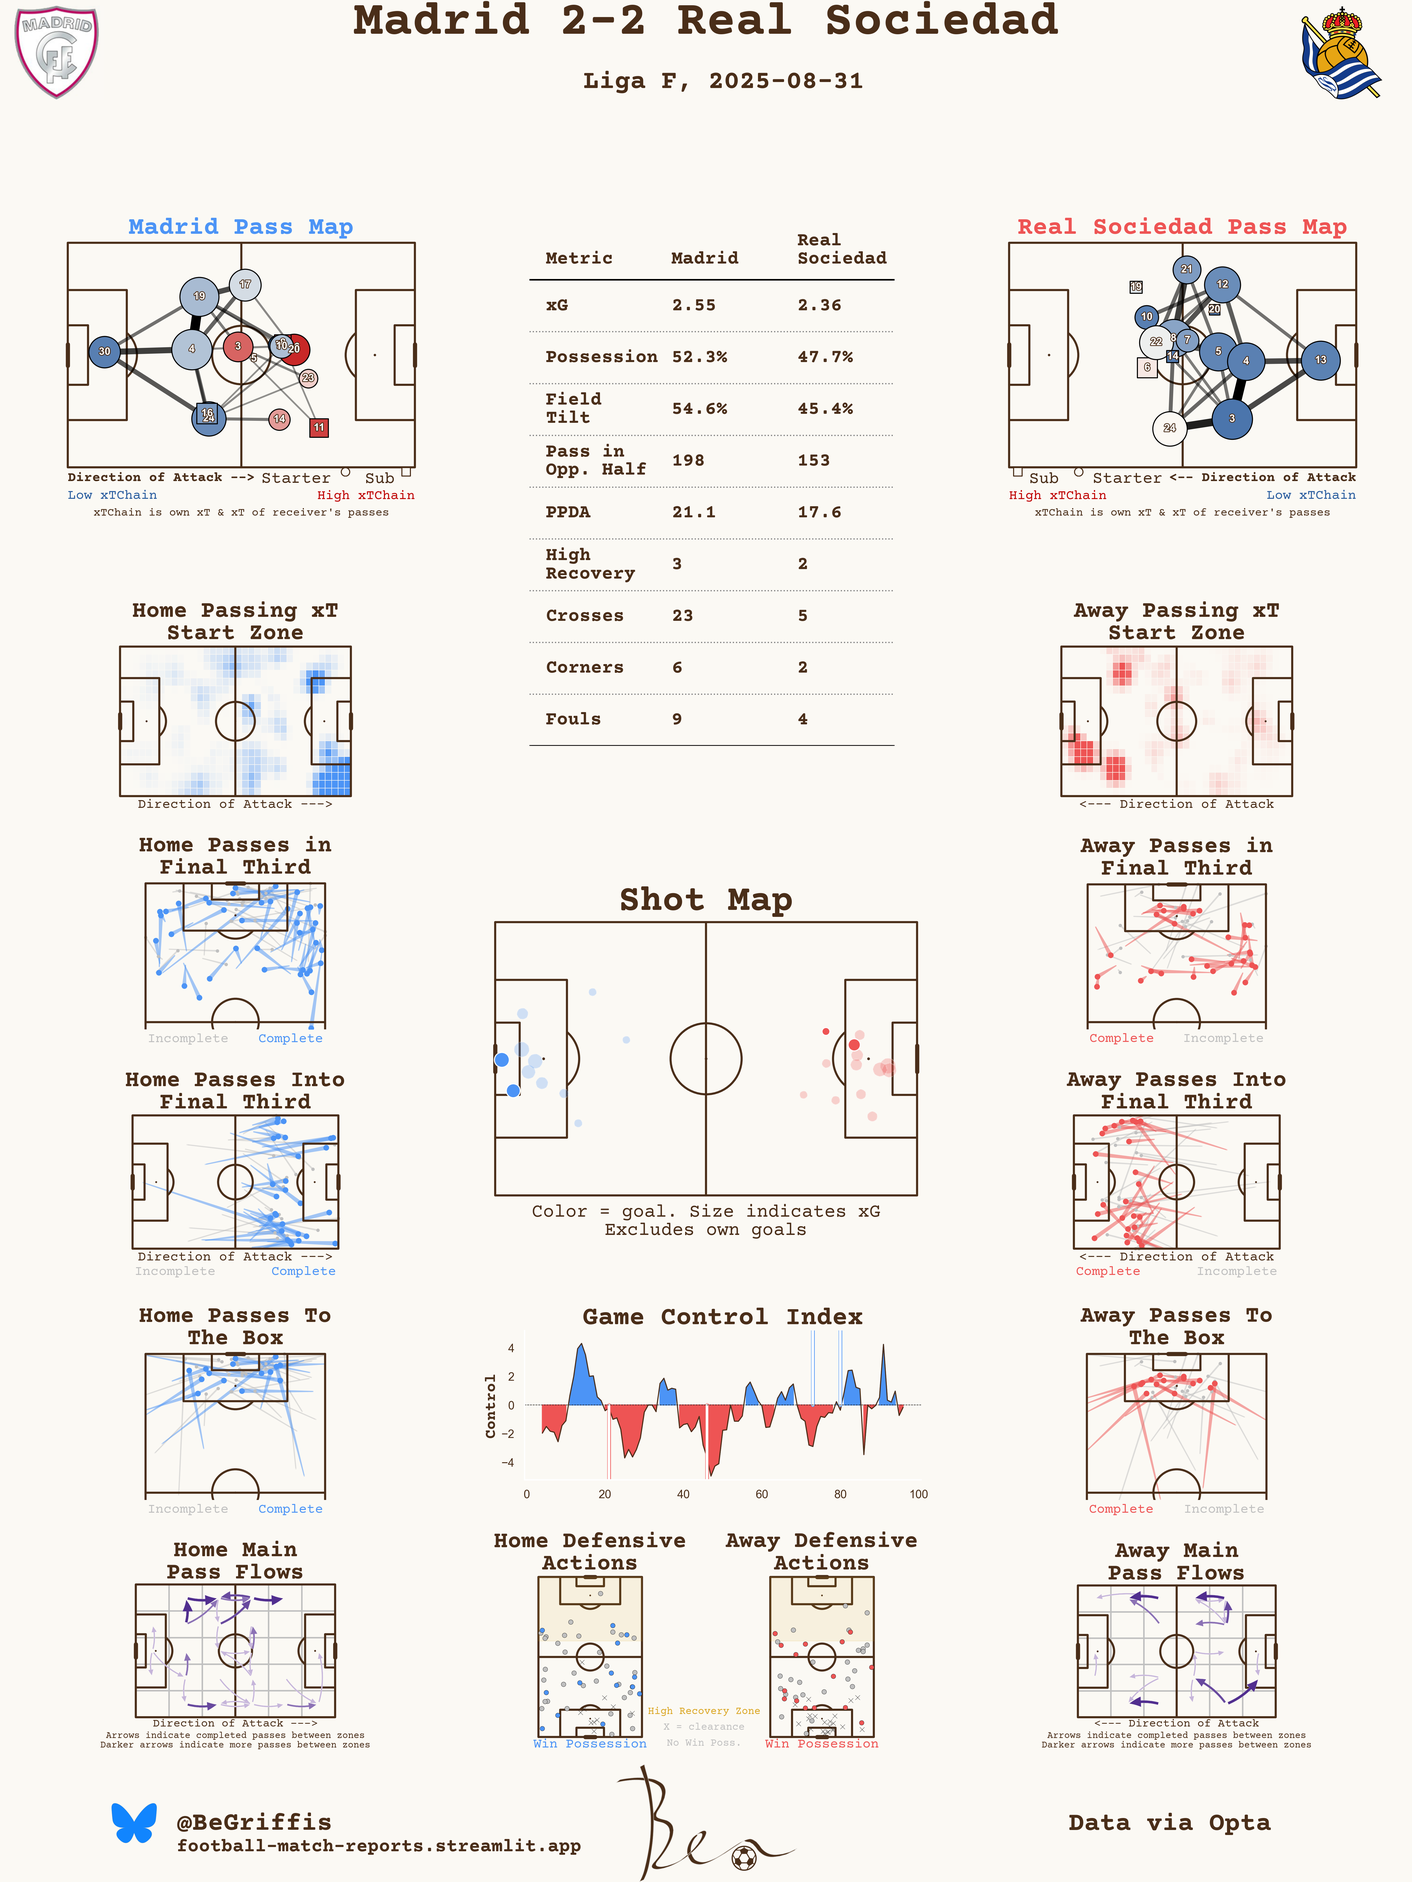 Madrid 2-2 Real Sociedad
Liga F, 2025-08-31
MADRID
Madrid Pass Map
30
19
17
4
3
5
10
20
23
16
24
14
11
Direction of Attack --> Starter Sub
Low xTChain High xTChain
xTChain is own xT & xT of receiver's passes
Metric Madrid Real Sociedad
xG 2.55 2.36
Possession 52.3% 47.7%
Field Tilt 54.6% 45.4%
Pass in Opp. Half 198 153
PPDA 21.1 17.6
High Recovery 3 2
Crosses 23 5
Corners 6 2
Fouls 9 4
Real Sociedad Pass Map
21
19
12
20
10
8
22
7
14
5
4
13
6
24
3
Sub Starter <-- Direction of Attack
High xTChain Low xTChain
xTChain is own xT & xT of receiver's passes
Home Passing xT
Start Zone
Direction of Attack --->
Away Passing xT
Start Zone
<--- Direction of Attack
Home Passes in
Final Third
Incomplete Complete
Away Passes in
Final Third
Complete Incomplete
Shot Map
Color = goal. Size indicates xG
Excludes own goals
Home Passes Into
Final Third
Direction of Attack --->
Incomplete Complete
Away Passes Into
Final Third
<--- Direction of Attack
Complete Incomplete
Home Passes To
The Box
Incomplete Complete
Game Control Index
Control
4
2
0
−2
−4
0 20 40 60 80 100
Away Passes To
The Box
Complete Incomplete
Home Main
Pass Flows
Direction of Attack --->
Arrows indicate completed passes between zones
Darker arrows indicate more passes between zones
Home Defensive
Actions
Win Possession
Away Defensive
Actions
Win Possession
High Recovery Zone
X = clearance
No Win Poss.
Away Main
Pass Flows
<--- Direction of Attack
Arrows indicate completed passes between zones
Darker arrows indicate more passes between zones
@BeGriffis
football-match-reports.streamlit.app
Ben
Data via Opta